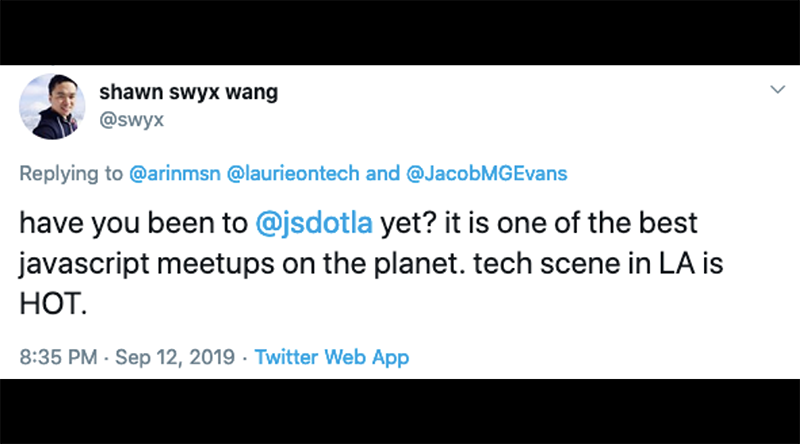 shawn swyx wang
@swyx
Replying to @arinmsn @laurieontech and @JacobMGEvans
have you been to @jsdotla yet? it is one of the best
javascript meetups on the planet. tech scene in LA is
HOT.
8:35 PM · Sep 12, 2019 · Twitter Web App